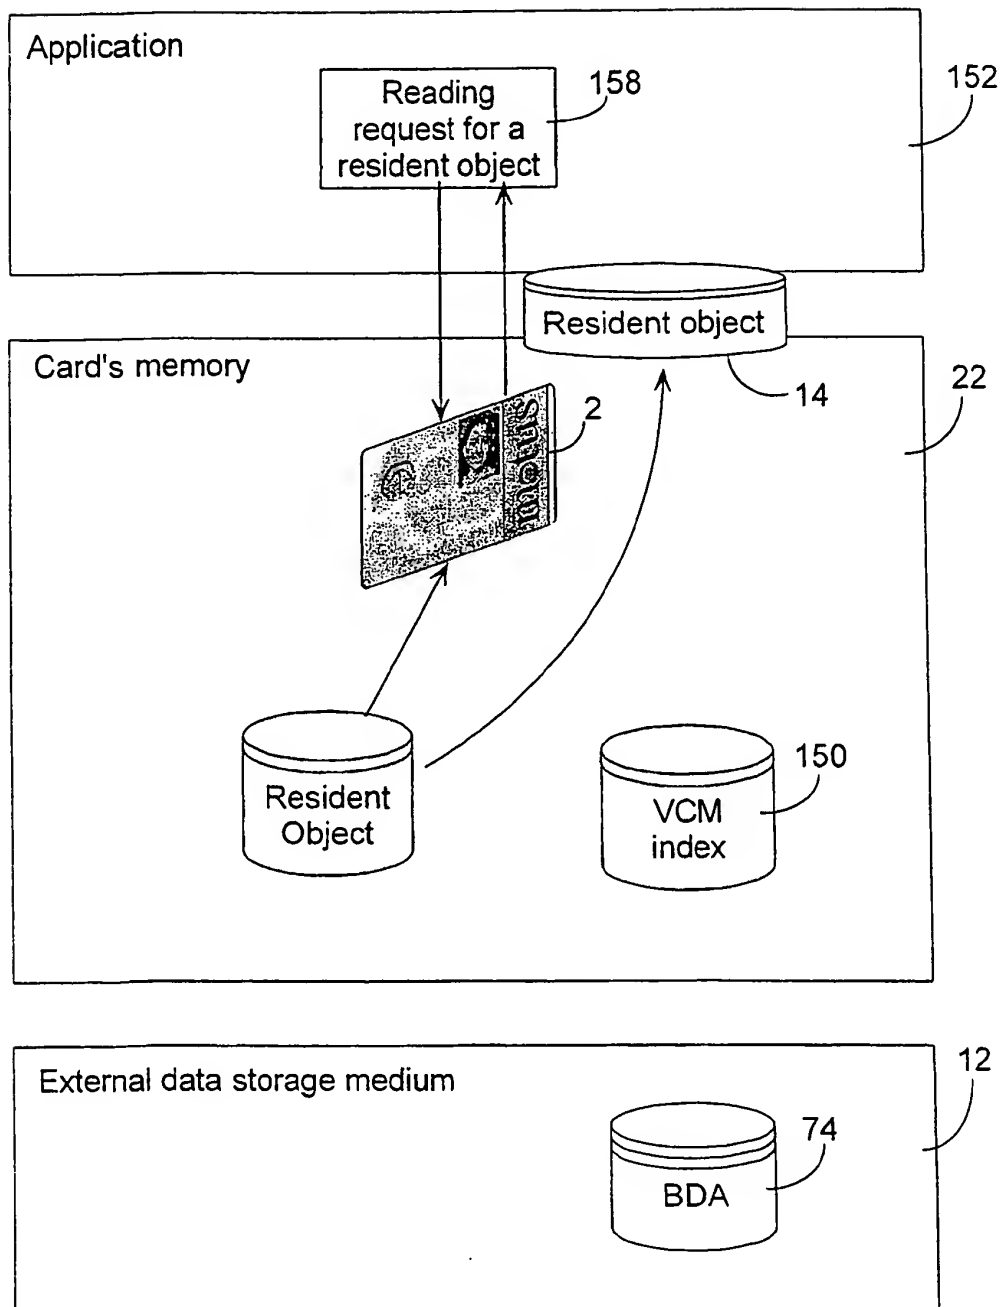 Application
Reading
request for a
resident object
158
152
Resident object
14
Card's memory
22
2
mohus
Resident
Object
VCM
index
150
External data storage medium
12
BDA
74